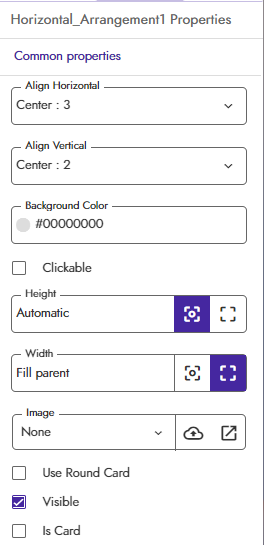 Horizontal_Arrangement1 Properties
Common properties
Align Horizontal
Center : 3
Align Vertical
Center : 2
Background Color
#00000000
Clickable
Height
Automatic
Width
Fill parent
Image
None
Use Round Card
Visible
Is Card